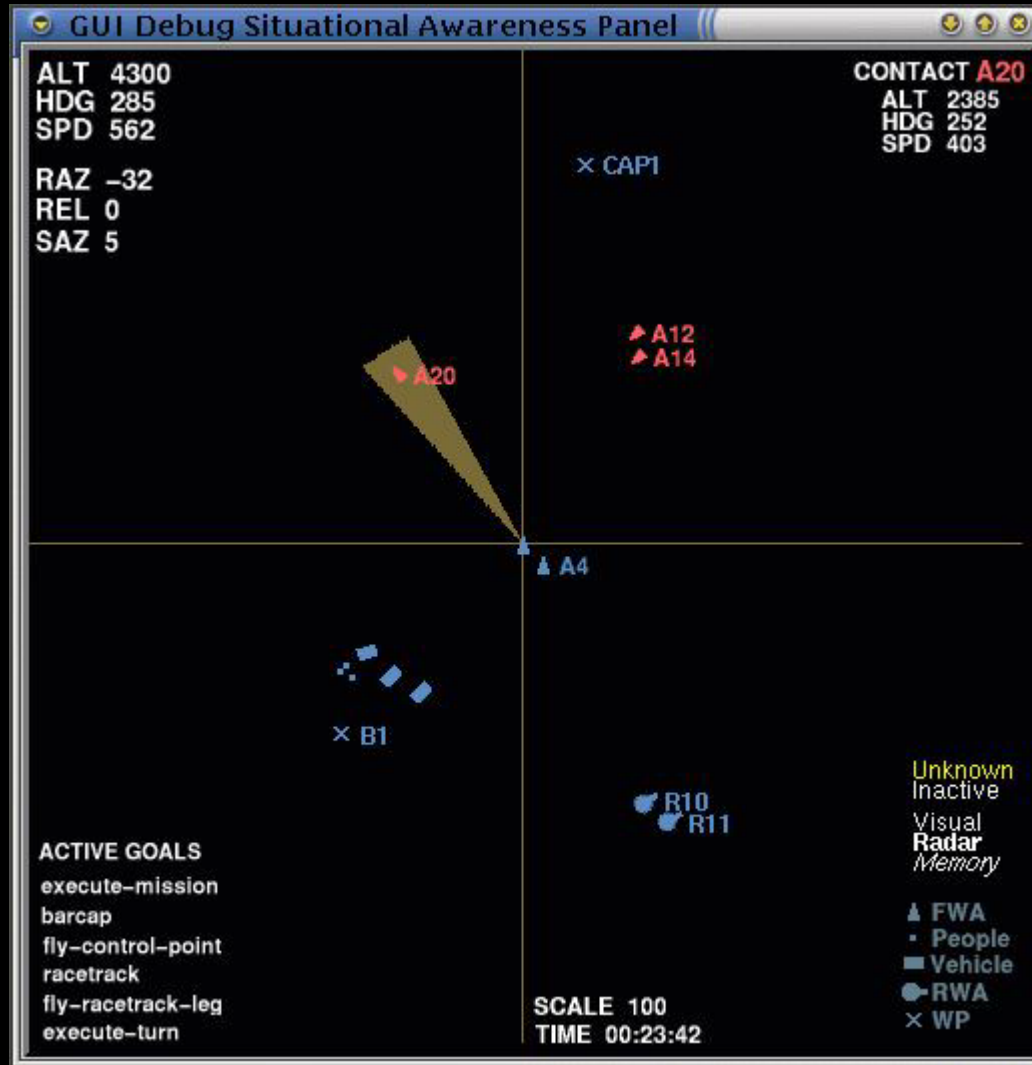 GUI Debug Situational Awareness Panel
ALT 4300
HDG 285
SPD 562
RAZ -32
REL 0
SAZ 5
CONTACT A20
ALT 2385
HDG 252
SPD 403
CAP1
A12
A14
A20
A4
B1
R10
R11
Unknown
Inactive
Visual
Radar
Memory
FWA
People
Vehicle
RWA
WP
ACTIVE GOALS
execute-mission
barcap
fly-control-point
racetrack
fly-racetrack-leg
execute-turn
SCALE 100
TIME 00:23:42